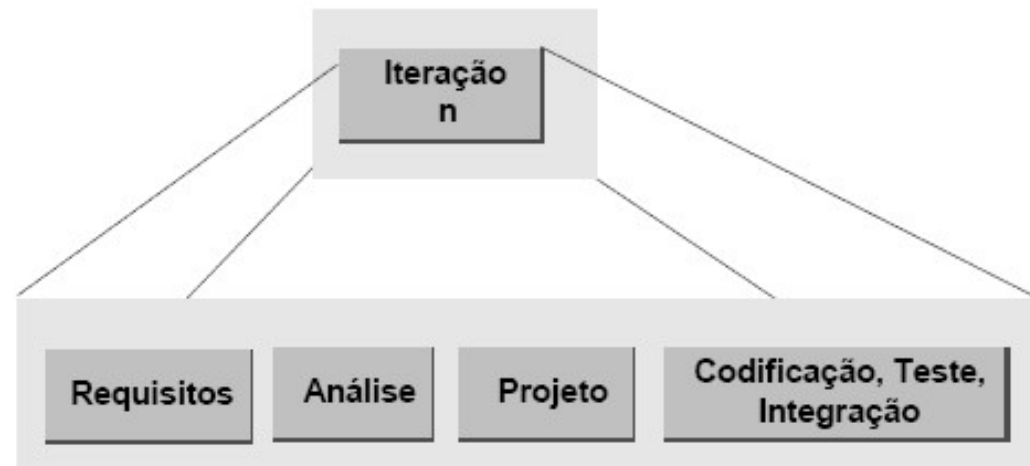 Iteração
n
Requisitos
Análise
Projeto
Codificação, Teste,
Integração